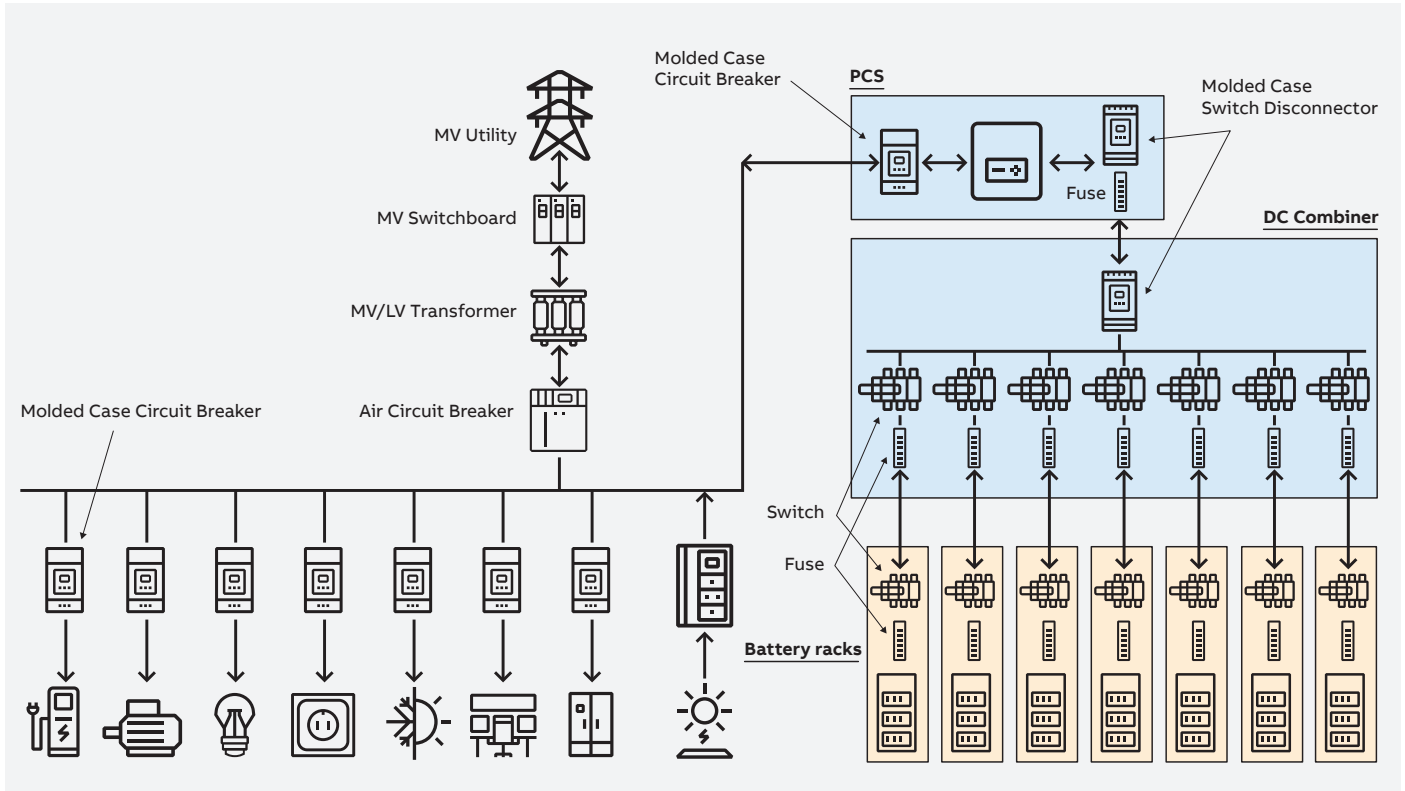 Molded Case
Circuit Breaker
PCS
Molded Case
Switch Disconnector
MV Utility
Fuse
MV Switchboard
DC Combiner
MV/LV Transformer
Molded Case Circuit Breaker
Air Circuit Breaker
Switch
Fuse
Battery racks